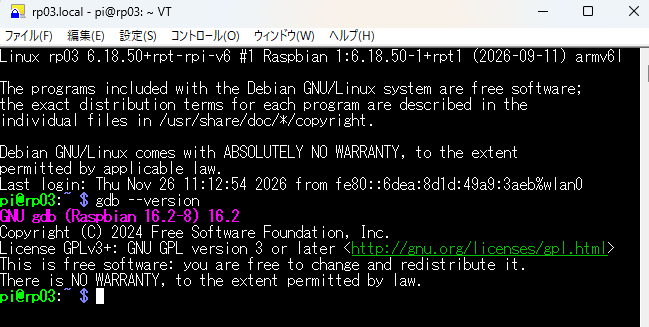 rp03.local - pi@rp03: ~ VT
ファイル(F) 編集(E) 設定(S) コントロール(O) ウィンドウ(W) ヘルプ(H)
Linux rp03 6.18.50+rpt-rpi-v6 #1 Raspbian 1:6.18.50-1+rpt1 (2026-09-11) armv6l
The programs included with the Debian GNU/Linux system are free software;
the exact distribution terms for each program are described in the
individual files in /usr/share/doc/*/copyright.
Debian GNU/Linux comes with ABSOLUTELY NO WARRANTY, to the extent
permitted by applicable law.
Last login: Thu Nov 26 11:12:54 2026 from fe80::6dea:8d1d:49a9:3aeb%wlan0
pi@rp03:~ $ gdb --version
GNU gdb (Raspbian 16.2-8) 16.2
Copyright (C) 2024 Free Software Foundation, Inc.
License GPLv3+: GNU GPL version 3 or later <http://gnu.org/licenses/gpl.html>
This is free software: you are free to change and redistribute it.
There is NO WARRANTY, to the extent permitted by law.
pi@rp03:~ $